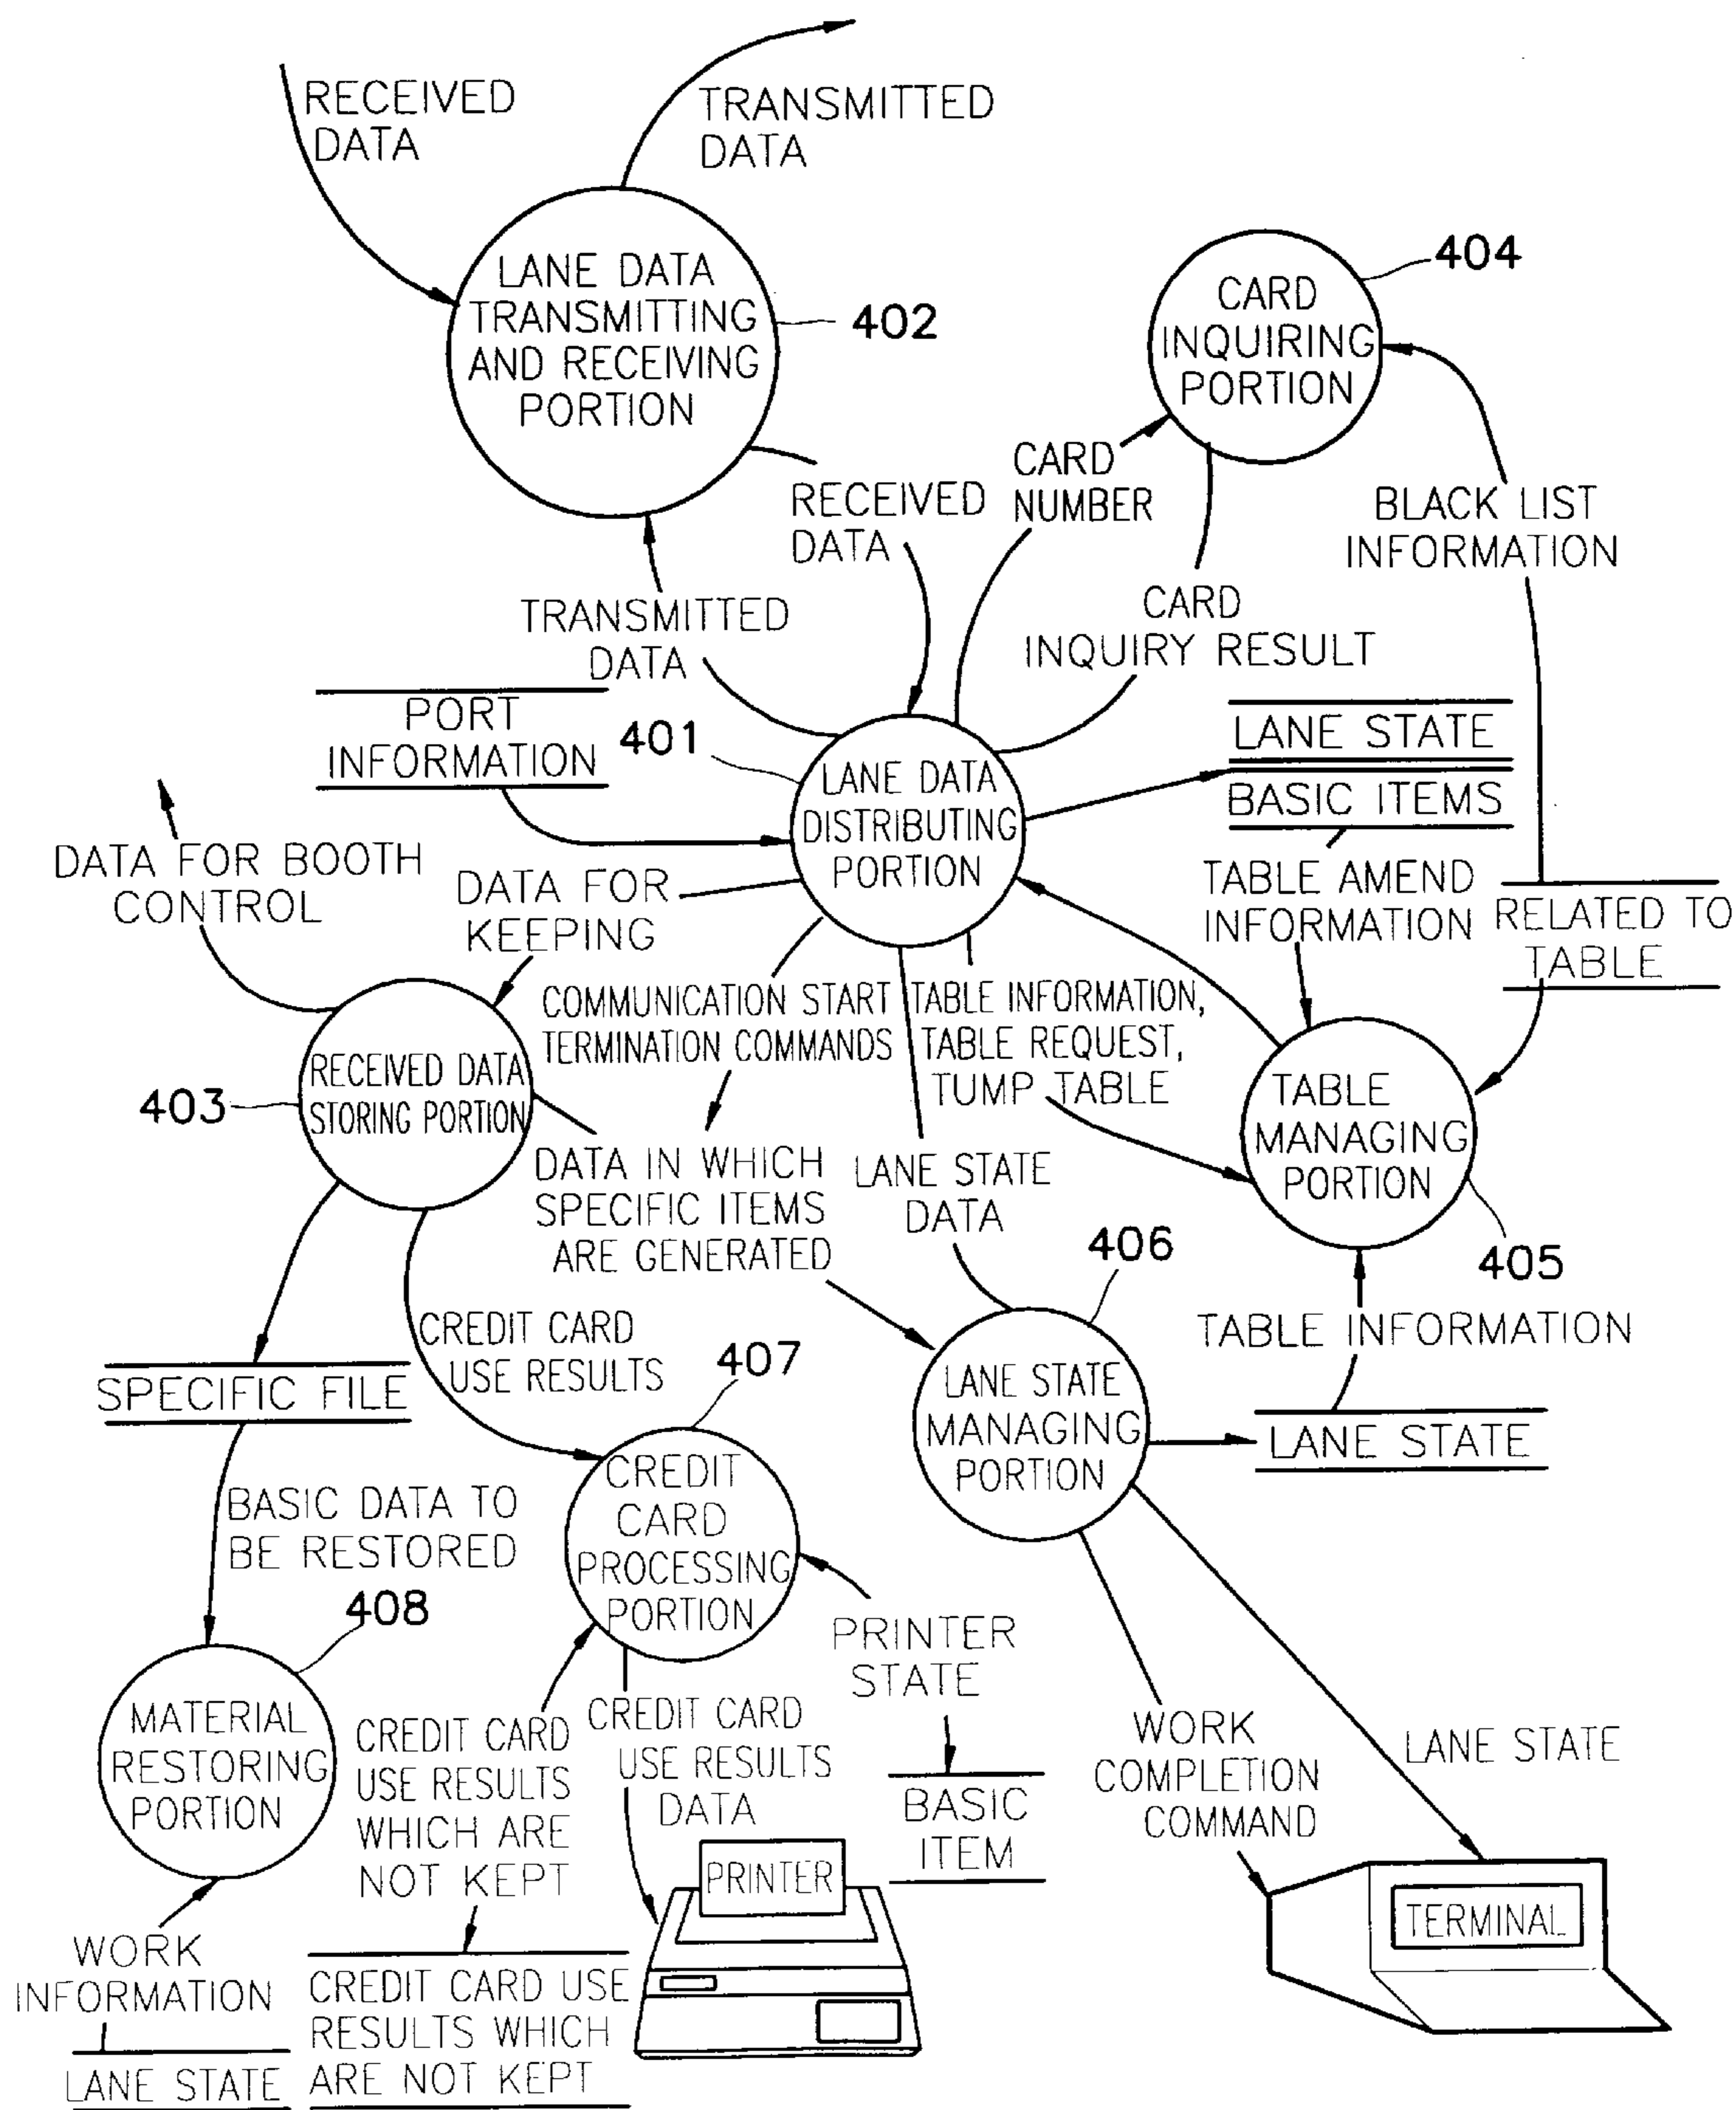 RECEIVED
DATA
TRANSMITTED
DATA
LANE DATA
TRANSMITTING
AND RECEIVING
PORTION
402
CARD
INQUIRING
PORTION
404
CARD
NUMBER
RECEIVED
DATA
BLACK LIST
INFORMATION
TRANSMITTED
DATA
CARD
INQUIRY RESULT
PORT
INFORMATION
401
LANE DATA
DISTRIBUTING
PORTION
LANE STATE
BASIC ITEMS
DATA FOR BOOTH
CONTROL
DATA FOR
KEEPING
TABLE AMEND
INFORMATION
RELATED TO
TABLE
COMMUNICATION START
TERMINATION COMMANDS
TABLE INFORMATION,
TABLE REQUEST,
TUMP TABLE
RECEIVED DATA
STORING PORTION
403
TABLE
MANAGING
PORTION
405
DATA IN WHICH
SPECIFIC ITEMS
ARE GENERATED
LANE STATE
DATA
406
CREDIT CARD
USE RESULTS
407
TABLE INFORMATION
SPECIFIC FILE
LANE STATE
MANAGING
PORTION
LANE STATE
CREDIT
CARD
PROCESSING
PORTION
BASIC DATA TO
BE RESTORED
408
PRINTER
STATE
MATERIAL
RESTORING
PORTION
CREDIT CARD
USE RESULTS
WHICH ARE
NOT KEPT
CREDIT CARD
USE RESULTS
DATA
BASIC
ITEM
WORK
COMPLETION
COMMAND
LANE STATE
PRINTER
TERMINAL
WORK
INFORMATION
LANE STATE
CREDIT CARD USE
RESULTS WHICH
ARE NOT KEPT